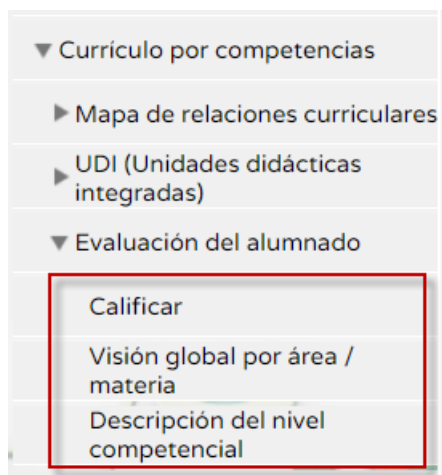 Currículo por competencias
Mapa de relaciones curriculares
UDI (Unidades didácticas
integradas)
Evaluación del alumnado
Calificar
Visión global por área /
materia
Descripción del nivel
competencial